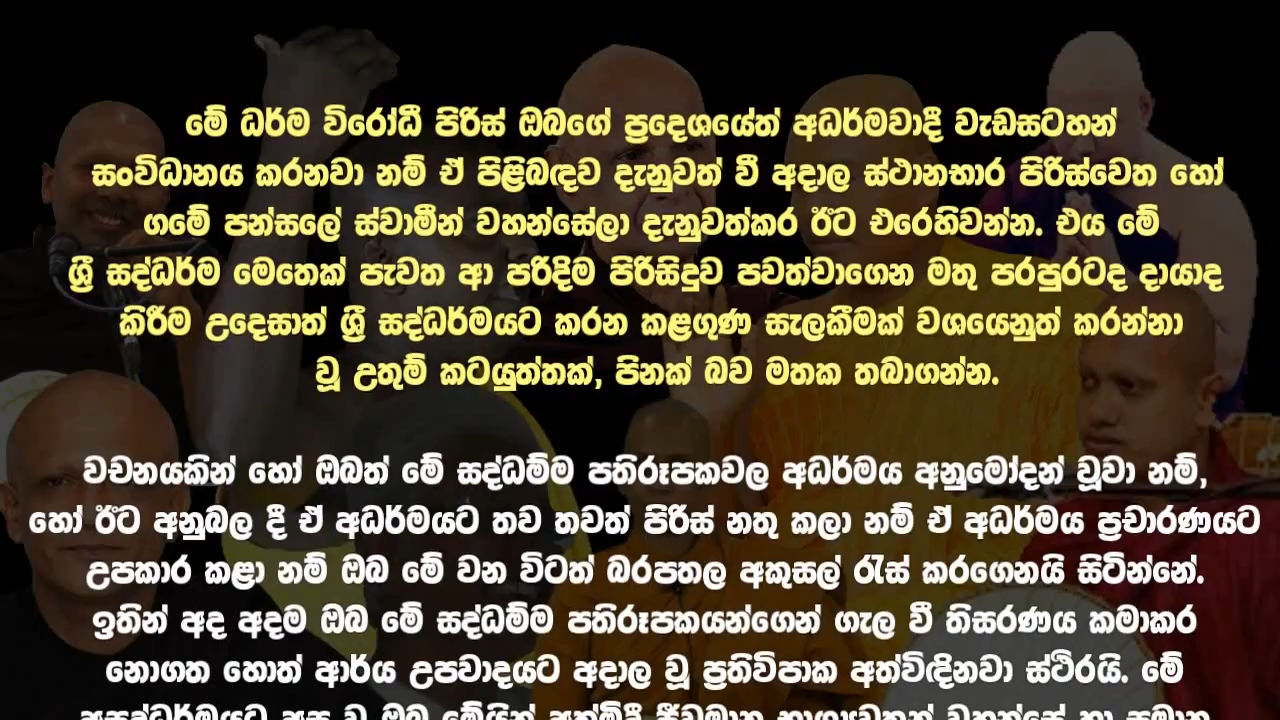 මේ ධර්ම විරෝධී පිරිස් ඔබගේ ප්‍රදෙශයේත් අධර්මවාදී වැඩසටහන්
සංවිධානය කරනවා නම් ඒ පිළිබඳව දැනුවත් වී අදාල ස්ථානභාර පිරිස්වෙත හෝ
ගමේ පන්සලේ ස්වාමීන් වහන්සේලා දැනුවත්කර ඊට එරෙහිවන්න. එය මේ
ශ්‍රී සද්ධර්ම මෙතෙක් පැවත ආ පරිදිම පිරිසිදුව පවත්වාගෙන මතු පරපුරටද දායාද
කිරීම උදෙසාත් ශ්‍රී සද්ධර්මයට කරන කළගුණ සැලකීමක් වශයෙනුත් කරන්නා
වූ උතුම් කටයුත්තක්, පිනක් බව මතක තබාගන්න.
වචනයකින් හෝ ඔබත් මේ සද්ධම්ම පතිරූපකවල අධර්මය අනුමෝදන් වූවා නම්,
හෝ ඊට අනුබල දී ඒ අධර්මයට තව තවත් පිරිස් නතු කලා නම් ඒ අධර්මය ප්‍රචාරණයට
උපකාර කළා නම් ඔබ මේ වන විටත් බරපතල අකුසල් රැස් කරගෙනයි සිටින්නේ.
ඉතින් අද අදම ඔබ මේ සද්ධම්ම පතිරූපකයන්ගෙන් ගැල වී තිසරණය කමාකර
නොගත හොත් ආර්ය උපවාදයට අදාල වූ ප්‍රතිවිපාක අත්විඳිනවා ස්ථිරයි. මේ